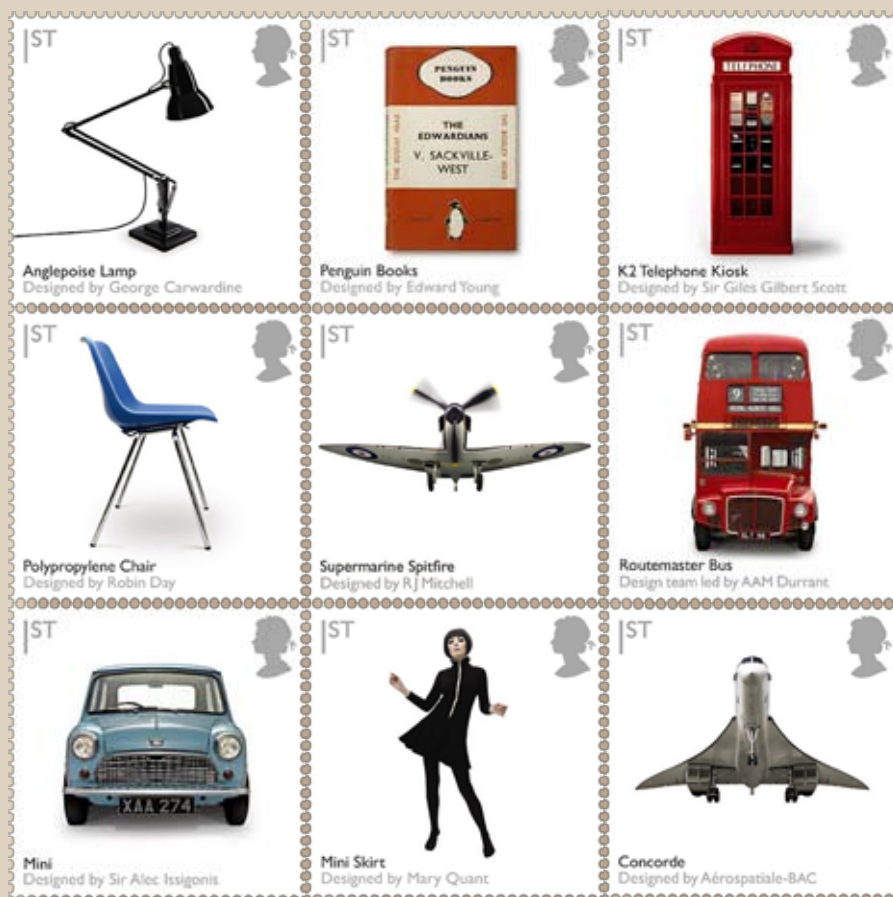 1ST
Anglepoise Lamp
Designed by George Carwardine
1ST
PENGUIN
BOOKS
THE
EDWARDIANS
V. SACKVILLE-
WEST
Penguin Books
Designed by Edward Young
1ST
TELEPHONE
K2 Telephone Kiosk
Designed by Sir Giles Gilbert Scott
1ST
Polypropylene Chair
Designed by Robin Day
1ST
Supermarine Spitfire
Designed by RJ Mitchell
1ST
9
Routemaster Bus
Design team led by AAM Durrant
1ST
XAA 274
Mini
Designed by Sir Alec Issigonis
1ST
Mini Skirt
Designed by Mary Quant
1ST
Concorde
Designed by Aérospatiale-BAC